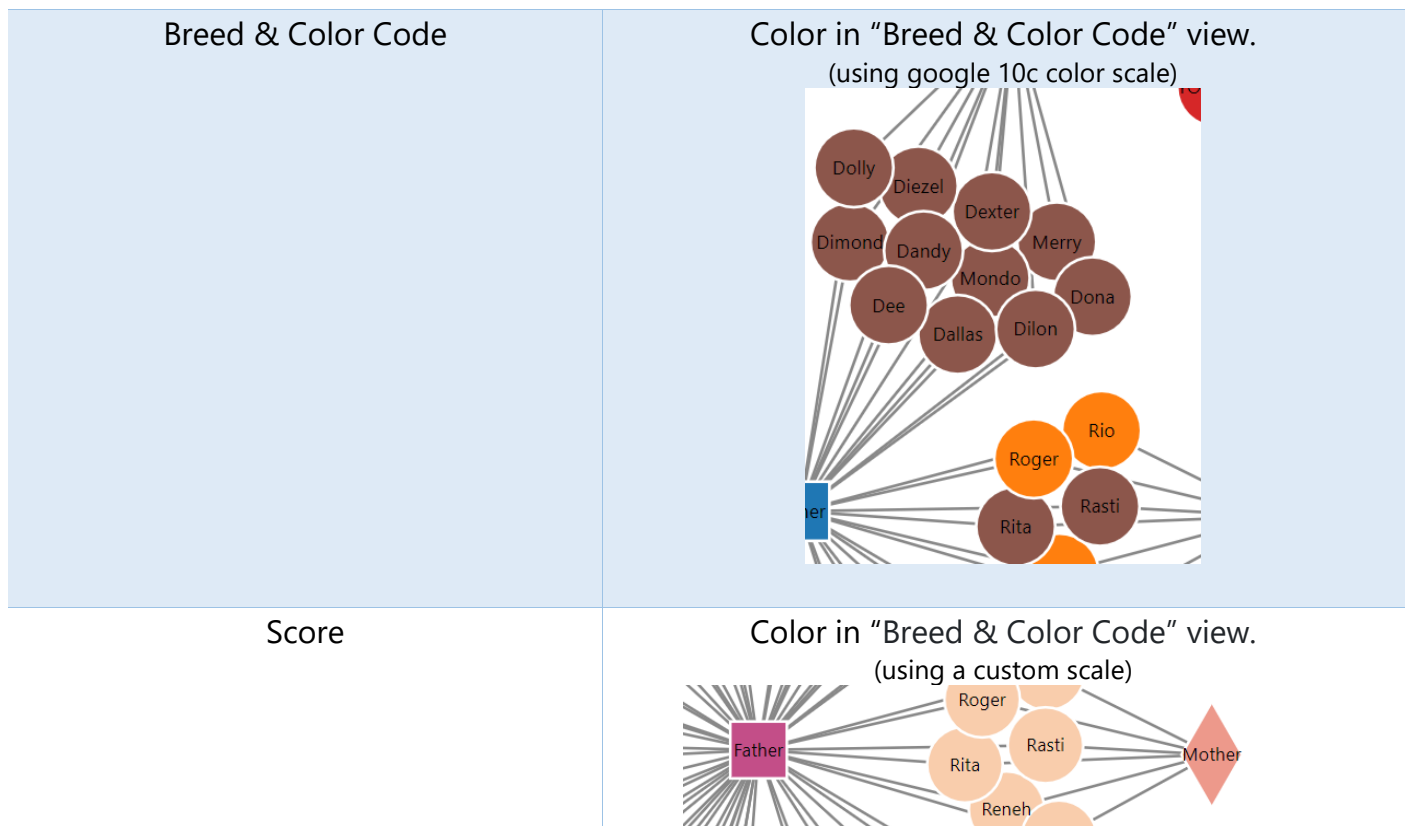 Breed & Color Code
Color in “Breed & Color Code” view.
(using google 10c color scale)
Dolly
Diezel
Dexter
Dimond
Dandy
Merry
Mondo
Dona
Dee
Dallas
Dilon
Rio
Roger
Rasti
Rita
Score
Color in “Breed & Color Code” view.
(using a custom scale)
Roger
Father
Rasti
Mother
Rita
Reneh